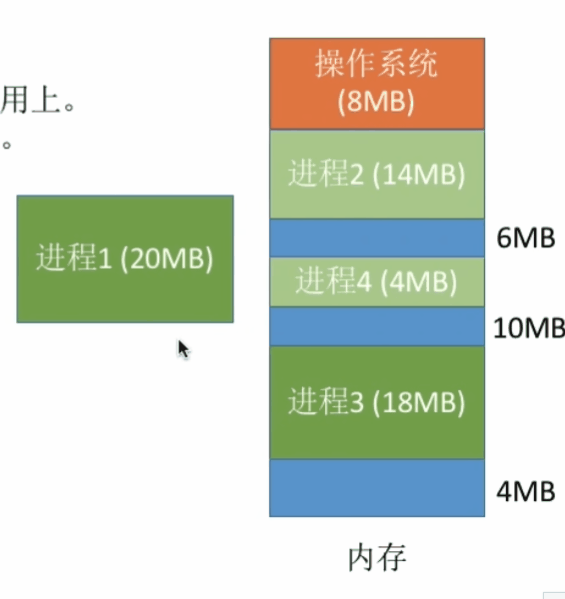 用上。
。
进程1 (20MB)
操作系统
(8MB)
进程2 (14MB)
6MB
进程4 (4MB)
10MB
进程3 (18MB)
4MB
内存